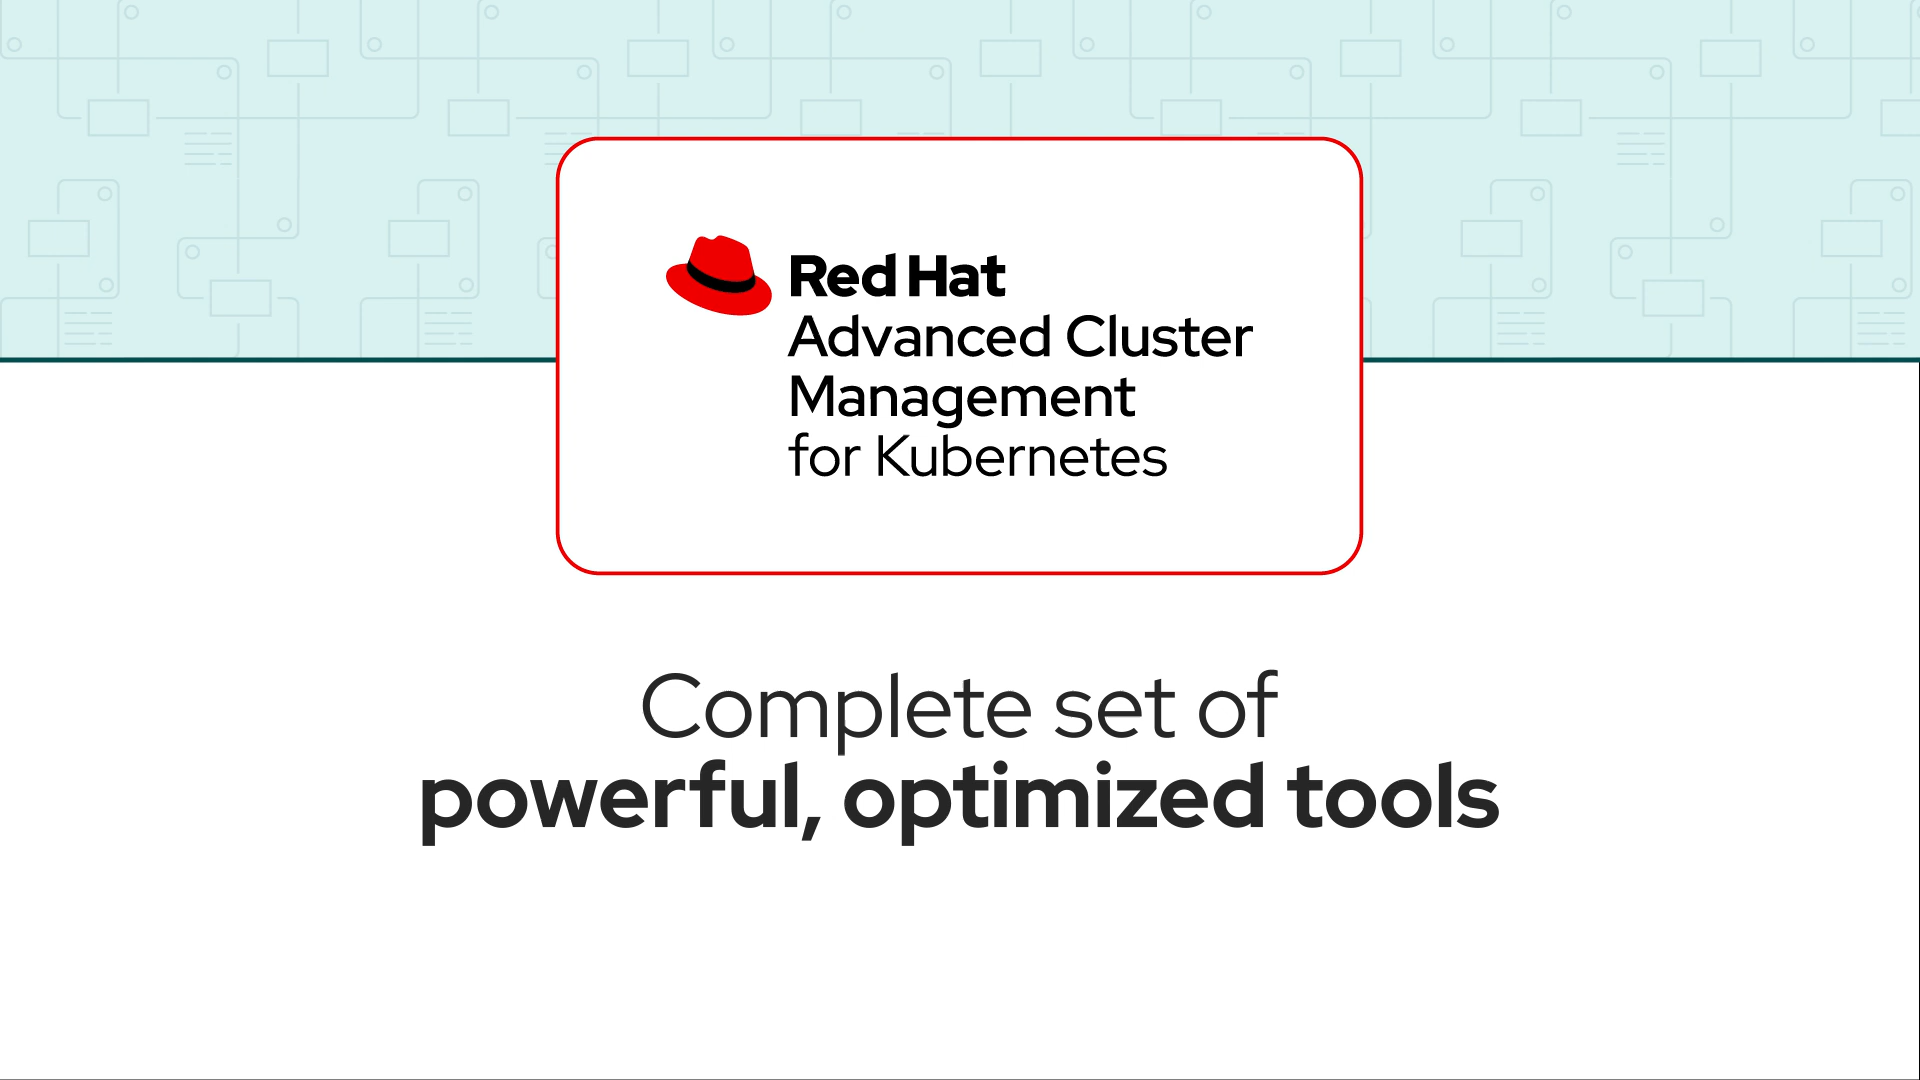 Red Hat
Advanced Cluster
Management
for Kubernetes
Complete set of
powerful, optimized tools